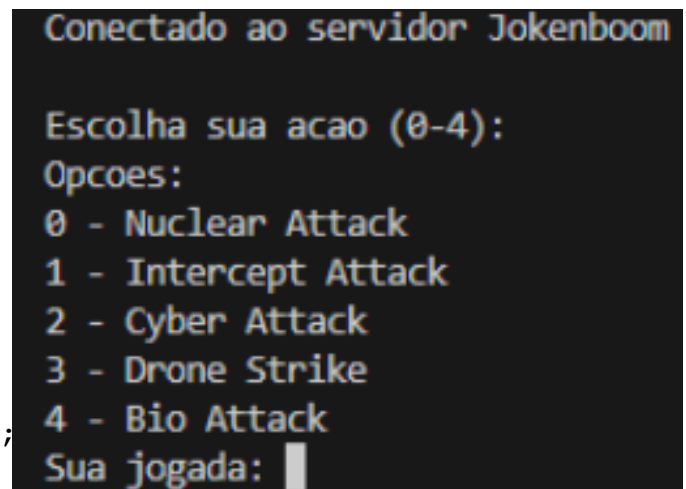 Conectado ao servidor Jokenboom
Escolha sua acao (0-4):
Opcoes:
0 - Nuclear Attack
1 - Intercept Attack
2 - Cyber Attack
3 - Drone Strike
; 4 - Bio Attack
Sua jogada: